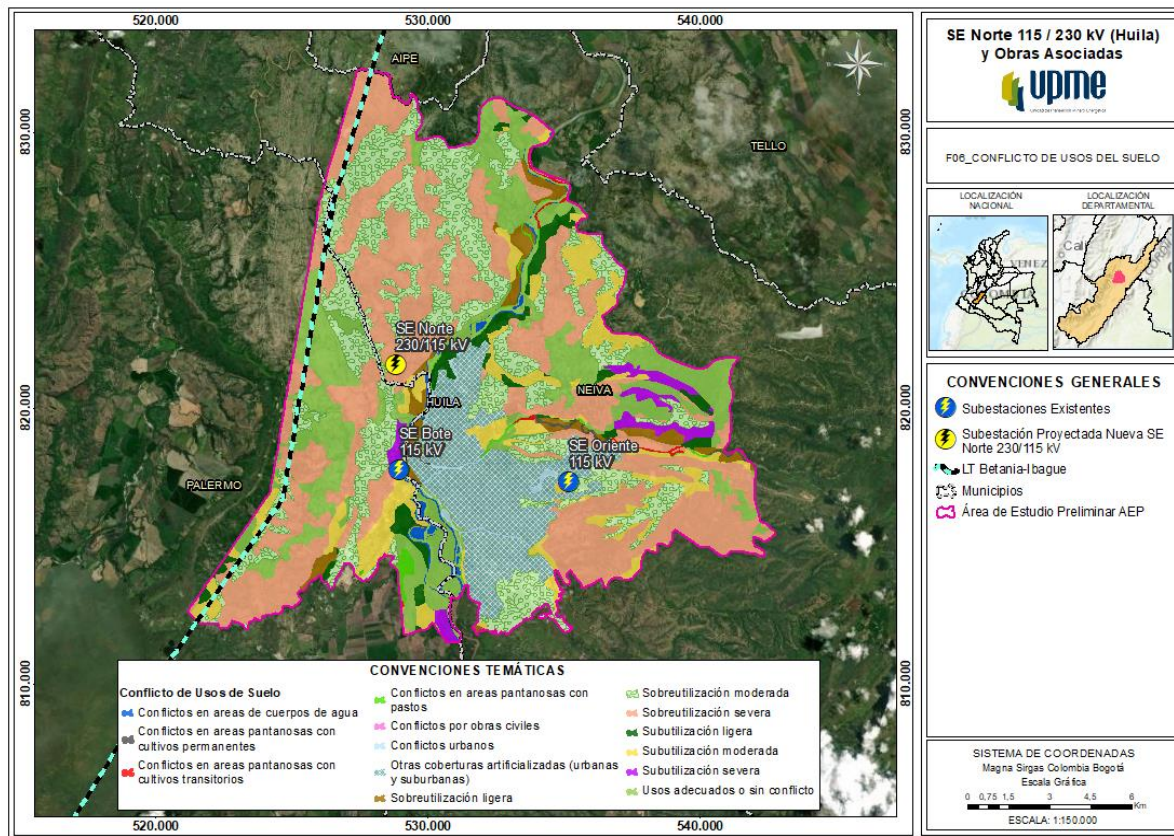 520.000
530.000
540.000
830.000
820.000
810.000
830.000
820.000
810.000
520.000
530.000
540.000
AIPE
TELLO
SE Norte
230/115 kV
HUILA
NEIVA
SE Bote
115 kV
SE Oriente
115 kV
PALERMO
CONVENCIONES TEMÁTICAS
Conflicto de Usos de Suelo
Conflictos en areas de cuerpos de agua
Conflictos en areas pantanosas con
cultivos permanentes
Conflictos en areas pantanosas con
cultivos transitorios
Conflictos en areas pantanosas con
pastos
Conflictos por obras civiles
Conflictos urbanos
Otras coberturas artificializadas (urbanas
y suburbanas)
Sobreutilización ligera
Sobreutilización moderada
Sobreutilización severa
Subutilización ligera
Subutilización moderada
Subutilización severa
Usos adecuados o sin conflicto
SE Norte 115 / 230 kV (Huila)
y Obras Asociadas
upme
F06_CONFLICTO DE USOS DEL SUELO
LOCALIZACIÓN
NACIONAL
LOCALIZACIÓN
DEPARTAMENTAL
VENEZ
Cali
CONVENCIONES GENERALES
Subestaciones Existentes
Subestación Proyectada Nueva SE
Norte 230/115 kV
LT Betania-Ibague
Municipios
Área de Estudio Preliminar AEP
SISTEMA DE COORDENADAS
Magna Sirgas Colombia Bogotá
Escala Gráfica
0 0,75 1,5 3 4,5 6
Km
ESCALA: 1:150.000